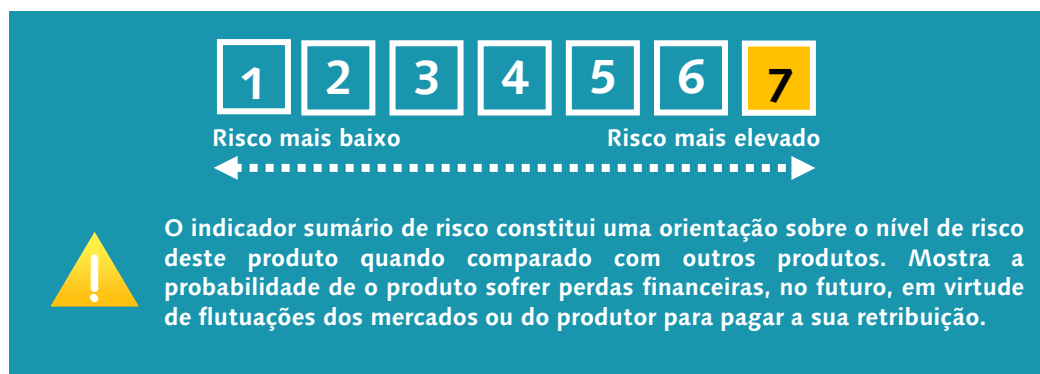 1 2 3 4 5 6 7
Risco mais baixo Risco mais elevado
O indicador sumário de risco constitui uma orientação sobre o nível de risco
deste produto quando comparado com outros produtos. Mostra a
probabilidade de o produto sofrer perdas financeiras, no futuro, em virtude
de flutuações dos mercados ou do produtor para pagar a sua retribuição.